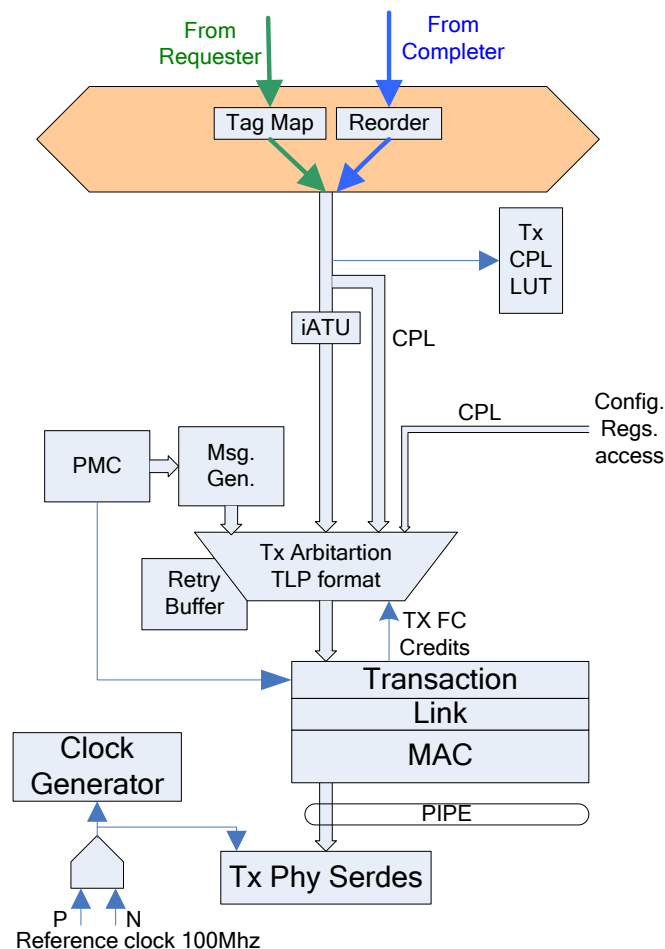 From
Requester
From
Completer
Tag Map
Reorder
Tx
CPL
LUT
iATU
CPL
CPL
Config.
Regs.
access
PMC
Msg.
Gen.
Tx Arbitartion
TLP format
Retry
Buffer
TX FC
Credits
Transaction
Link
MAC
Clock
Generator
PIPE
Tx Phy Serdes
P
N
Reference clock 100Mhz